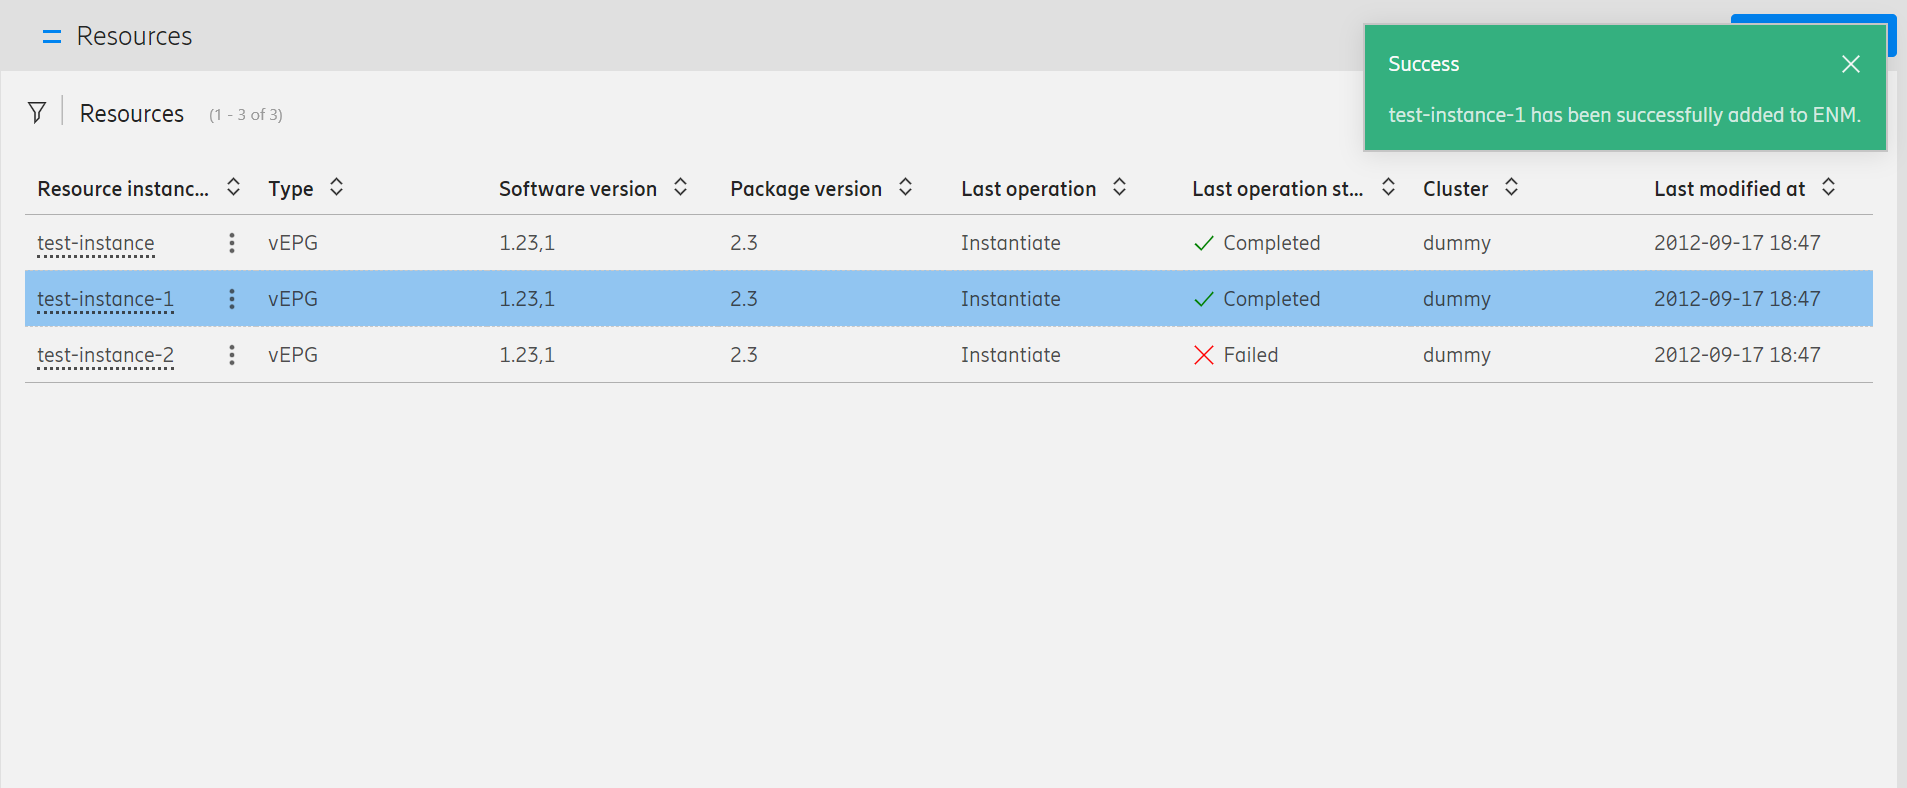 Resources
Success
test-instance-1 has been successfully added to ENM.
Resources (1 - 3 of 3)
Resource instanc... Type Software version Package version Last operation Last operation st... Cluster Last modified at
test-instance vEPG 1.23,1 2.3 Instantiate Completed dummy 2012-09-17 18:47
test-instance-1 vEPG 1.23,1 2.3 Instantiate Completed dummy 2012-09-17 18:47
test-instance-2 vEPG 1.23,1 2.3 Instantiate Failed dummy 2012-09-17 18:47